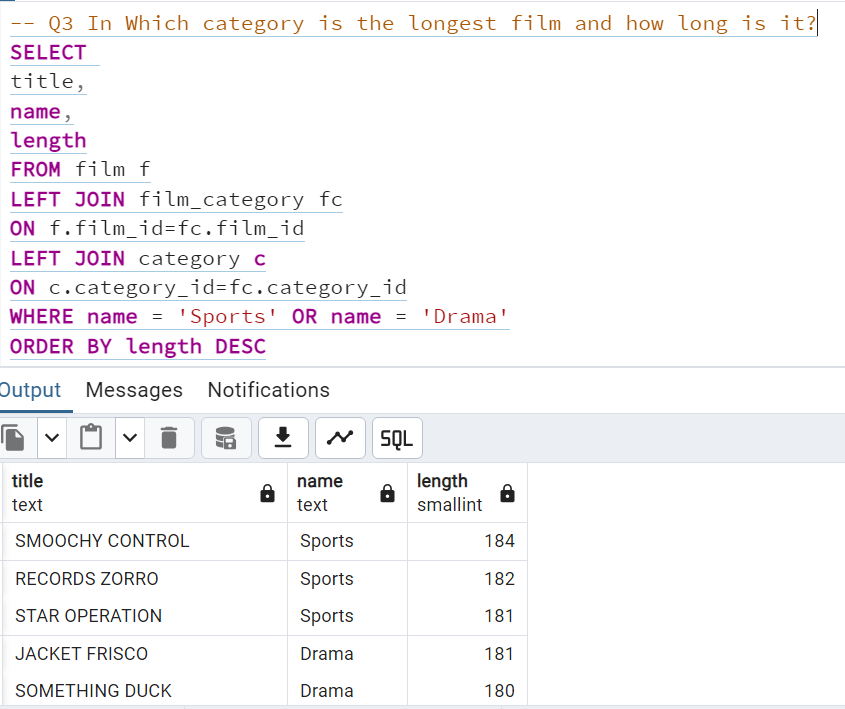 -- Q3 In Which category is the longest film and how long is it?
SELECT
title,
name,
length
FROM film f
LEFT JOIN film_category fc
ON f.film_id=fc.film_id
LEFT JOIN category c
ON c.category_id=fc.category_id
WHERE name = 'Sports' OR name = 'Drama'
ORDER BY length DESC
Output Messages Notifications
SQL
title name length
text text smallint
SMOOCHY CONTROL Sports 184
RECORDS ZORRO Sports 182
STAR OPERATION Sports 181
JACKET FRISCO Drama 181
SOMETHING DUCK Drama 180